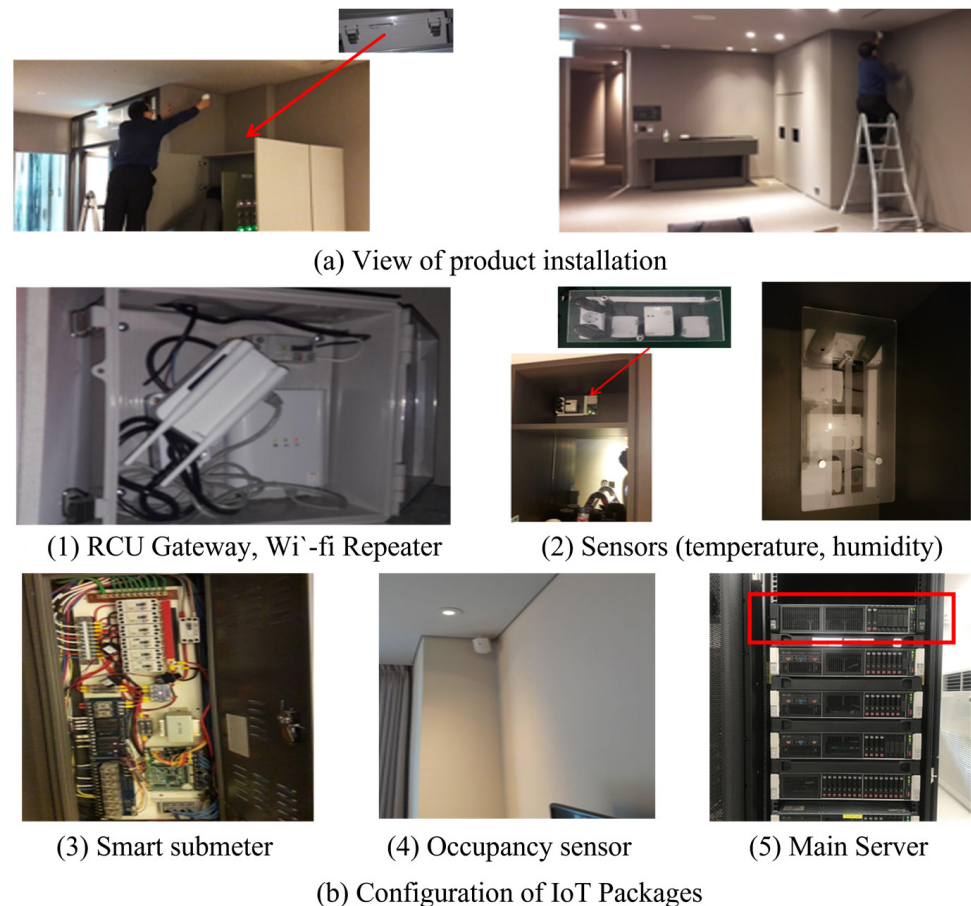 (a) View of product installation
(1) RCU Gateway, Wi`-fi Repeater
(2) Sensors (temperature, humidity)
(3) Smart submeter
(4) Occupancy sensor
(5) Main Server
(b) Configuration of IoT Packages